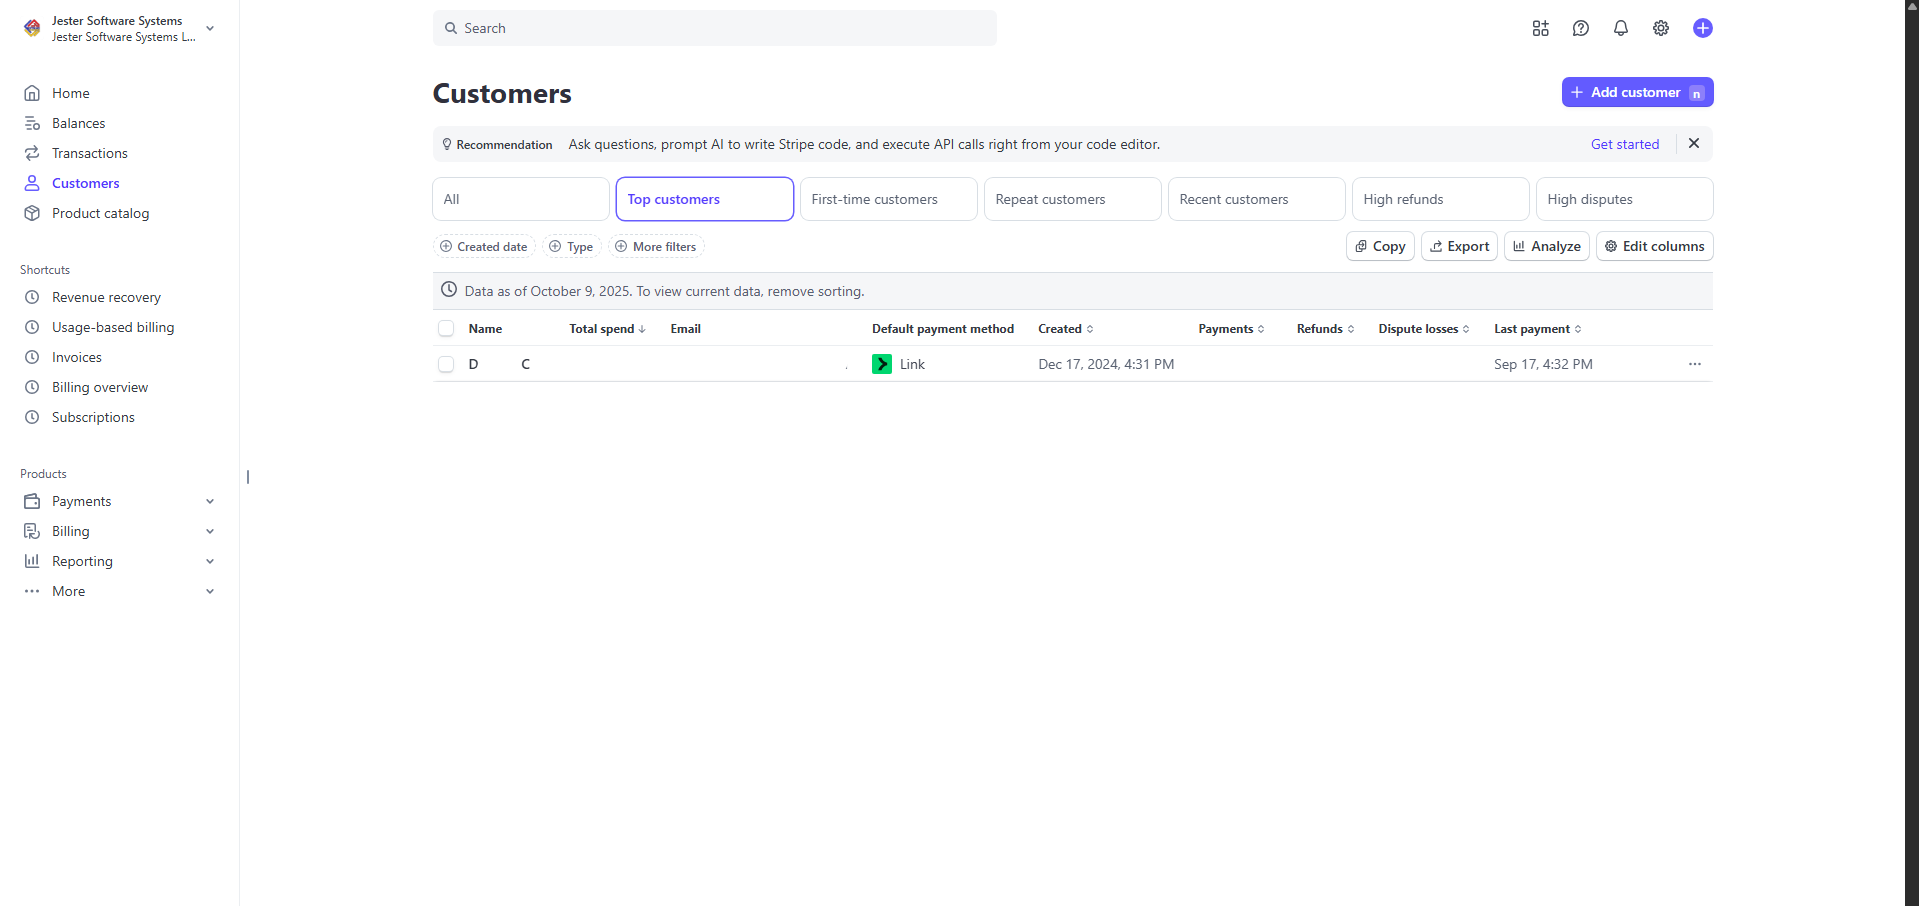 Jester Software Systems
Jester Software Systems L...
Home
Balances
Transactions
Customers
Product catalog
Shortcuts
Revenue recovery
Usage-based billing
Invoices
Billing overview
Subscriptions
Products
Payments
Billing
Reporting
More
Search
Customers
Add customer n
Recommendation Ask questions, prompt AI to write Stripe code, and execute API calls right from your code editor. Get started
All Top customers First-time customers Repeat customers Recent customers High refunds High disputes
Created date Type More filters Copy Export Analyze Edit columns
Data as of October 9, 2025. To view current data, remove sorting.
Name Total spend Email Default payment method Created Payments Refunds Dispute losses Last payment
D C . Link Dec 17, 2024, 4:31 PM Sep 17, 4:32 PM